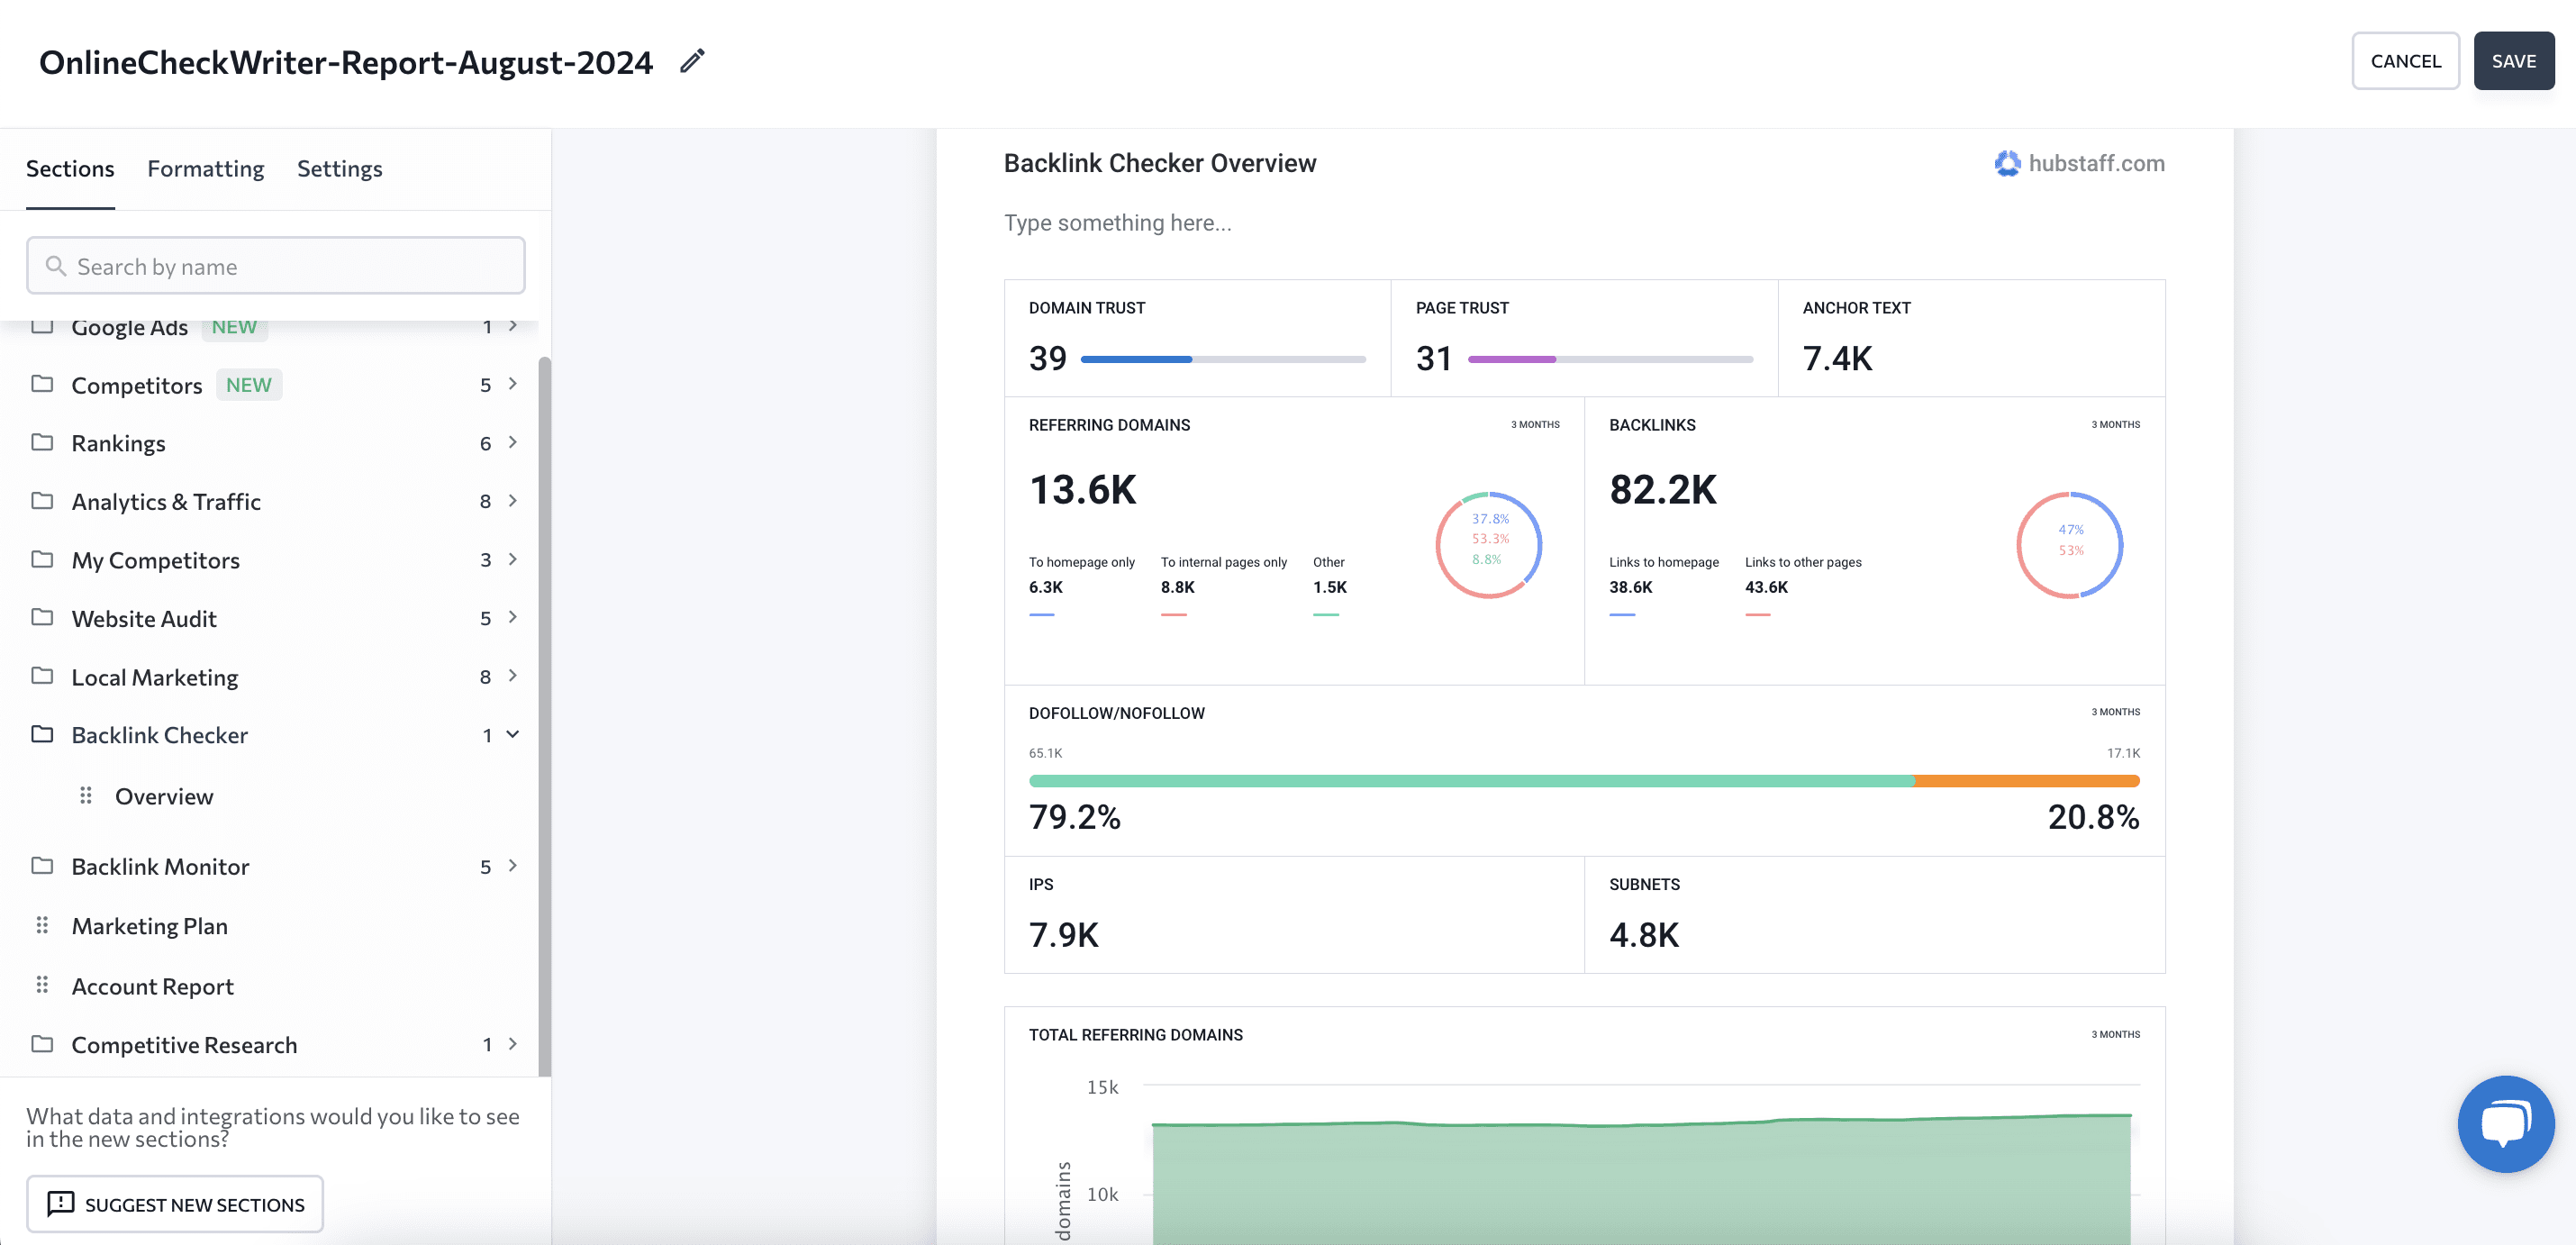 OnlineCheckWriter-Report-August-2024
CANCEL
SAVE
Sections
Formatting
Settings
Search by name
Google Ads NEW 1
Competitors NEW 5
Rankings 6
Analytics & Traffic 8
My Competitors 3
Website Audit 5
Local Marketing 8
Backlink Checker 1
Overview
Backlink Monitor 5
Marketing Plan
Account Report
Competitive Research 1
What data and integrations would you like to see
in the new sections?
SUGGEST NEW SECTIONS
Backlink Checker Overview
hubstaff.com
Type something here...
DOMAIN TRUST
39
PAGE TRUST
31
ANCHOR TEXT
7.4K
REFERRING DOMAINS
3 MONTHS
13.6K
To homepage only
6.3K
To internal pages only
8.8K
Other
1.5K
37.8%
53.3%
8.8%
BACKLINKS
3 MONTHS
82.2K
Links to homepage
38.6K
Links to other pages
43.6K
47%
53%
DOFOLLOW/NOFOLLOW
3 MONTHS
65.1K
17.1K
79.2%
20.8%
IPS
7.9K
SUBNETS
4.8K
TOTAL REFERRING DOMAINS
3 MONTHS
15k
10k
domains